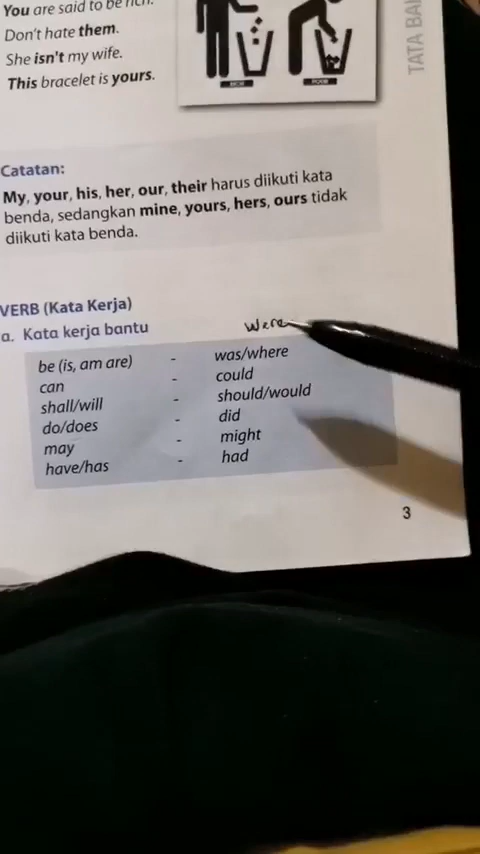 You are said to be rich.
Don't hate them.
She isn't my wife.
This bracelet is yours.
TATA BA
Catatan:
My, your, his, her, our, their harus diikuti kata
benda, sedangkan mine, yours, hers, ours tidak
diikuti kata benda.
VERB (Kata Kerja)
a. Kata kerja bantu
were
be (is, am are) - was/where
can - could
shall/will - should/would
do/does - did
may - might
have/has - had
3